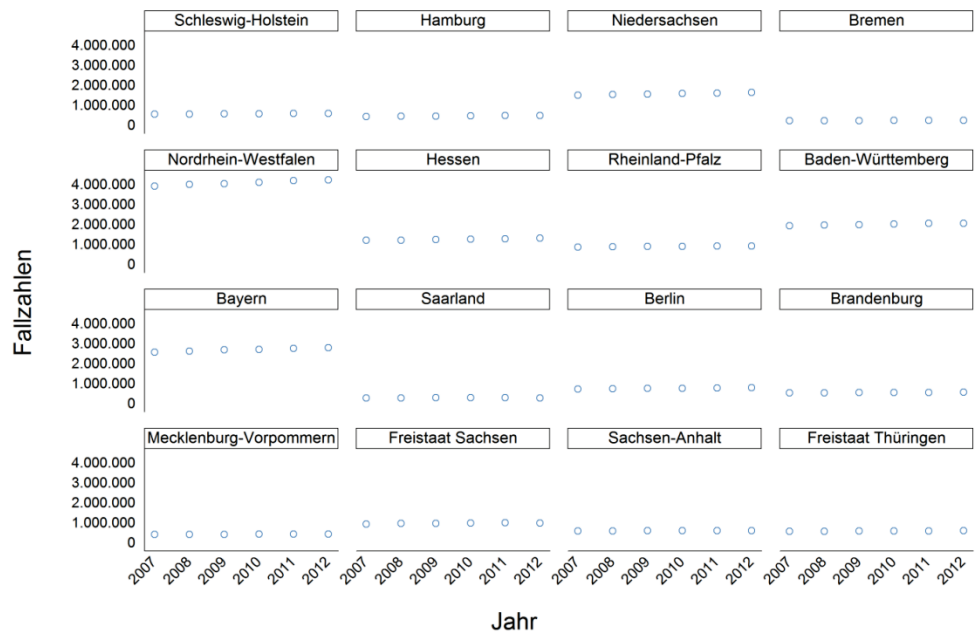 Schleswig-Holstein
Hamburg
Niedersachsen
Bremen
4.000.000
3.000.000
2.000.000
1.000.000
0
Nordrhein-Westfalen
Hessen
Rheinland-Pfalz
Baden-Württemberg
4.000.000
3.000.000
2.000.000
1.000.000
0
Bayern
Saarland
Berlin
Brandenburg
4.000.000
3.000.000
2.000.000
1.000.000
0
Mecklenburg-Vorpommern
Freistaat Sachsen
Sachsen-Anhalt
Freistaat Thüringen
4.000.000
3.000.000
2.000.000
1.000.000
0
2007
2008
2009
2010
2011
2012
2007
2008
2009
2010
2011
2012
2007
2008
2009
2010
2011
2012
2007
2008
2009
2010
2011
2012
Fallzahlen
Jahr